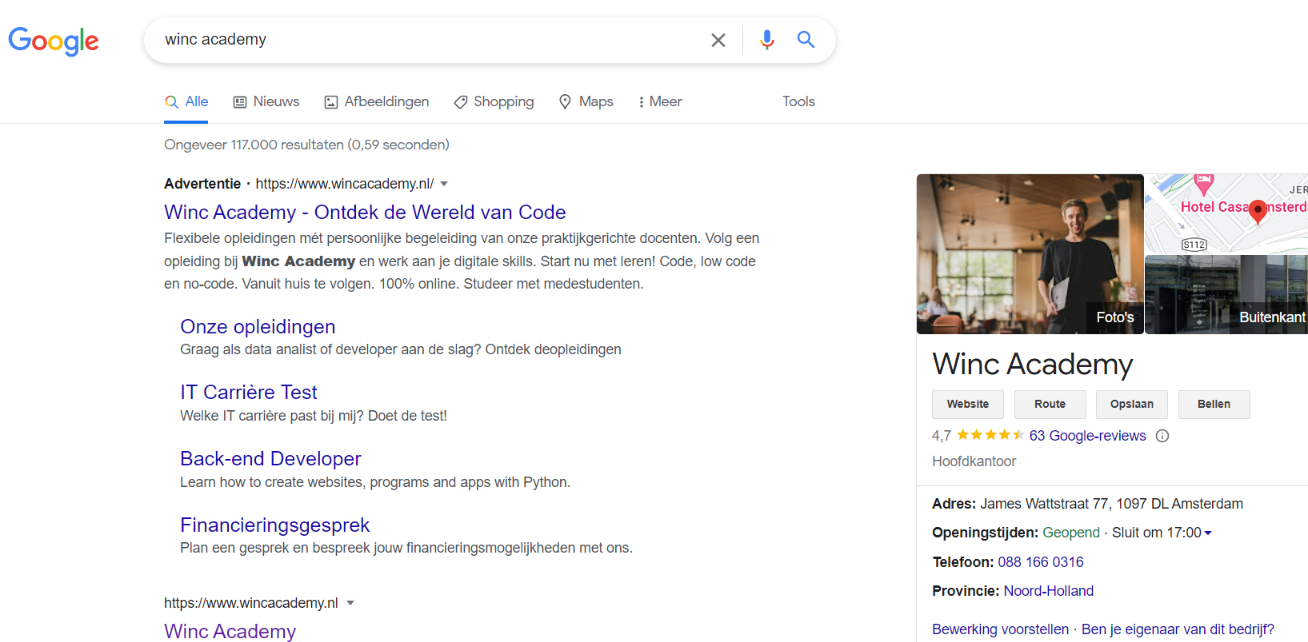 Google
winc academy
Alle
Nieuws
Afbeeldingen
Shopping
Maps
Meer
Tools
Ongeveer 117.000 resultaten (0,59 seconden)
Advertentie · https://www.wincacademy.nl/
Winc Academy - Ontdek de Wereld van Code
Flexibele opleidingen mét persoonlijke begeleiding van onze praktijkgerichte docenten. Volg een
opleiding bij Winc Academy en werk aan je digitale skills. Start nu met leren! Code, low code
en no-code. Vanuit huis te volgen. 100% online. Studeer met medestudenten.
Onze opleidingen
Graag als data analist of developer aan de slag? Ontdek deopleidingen
IT Carrière Test
Welke IT carrière past bij mij? Doet de test!
Back-end Developer
Learn how to create websites, programs and apps with Python.
Financieringsgesprek
Plan een gesprek en bespreek jouw financieringsmogelijkheden met ons.
https://www.wincacademy.nl
Winc Academy
Foto's
JER
Hotel Casa Amsterda
S112
Buitenkant
Winc Academy
Website
Route
Opslaan
Bellen
4,7 63 Google-reviews
Hoofdkantoor
Adres: James Wattstraat 77, 1097 DL Amsterdam
Openingstijden: Geopend · Sluit om 17:00
Telefoon: 088 166 0316
Provincie: Noord-Holland
Bewerking voorstellen · Ben je eigenaar van dit bedrijf?